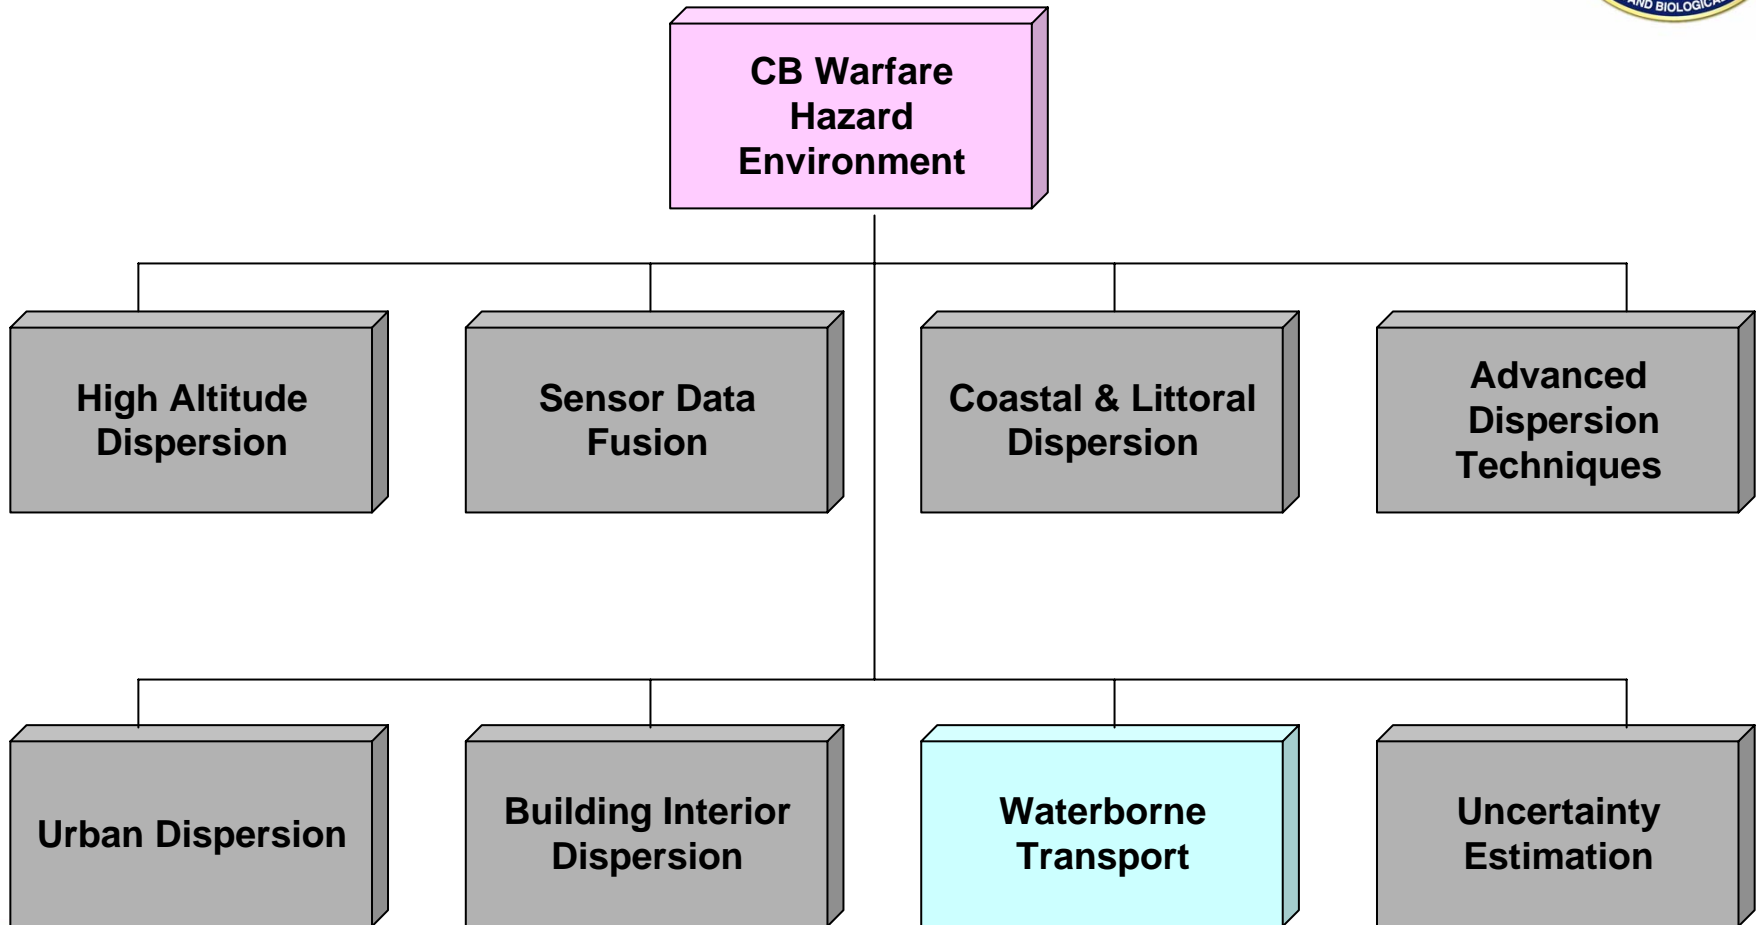 AND BIOLOGICAL
CB Warfare
Hazard
Environment
High Altitude
Dispersion
Sensor Data
Fusion
Coastal & Littoral
Dispersion
Advanced
Dispersion
Techniques
Urban Dispersion
Building Interior
Dispersion
Waterborne
Transport
Uncertainty
Estimation